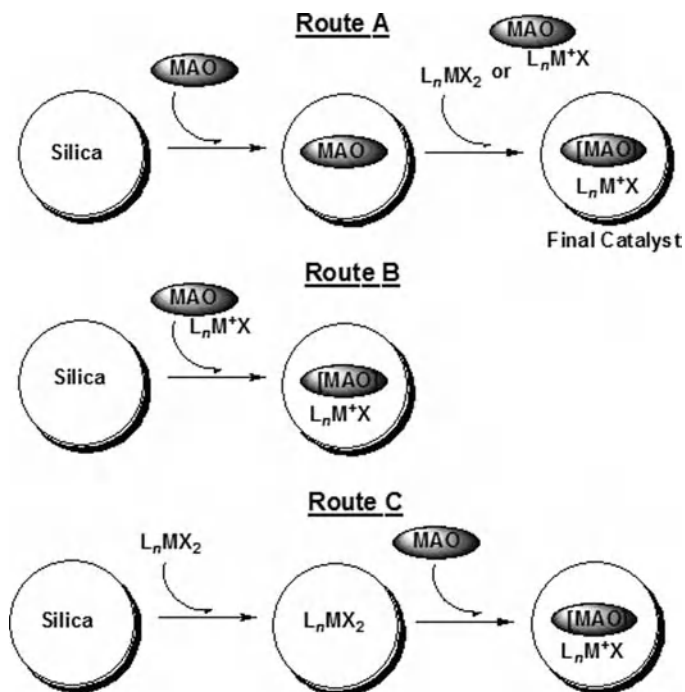 Route A
MAO
MAO
LₙMX₂ or LₙM⁺X
Silica
MAO
[MAO]
LₙM⁺X
Final Catalyst
Route B
MAO
LₙM⁺X
Silica
[MAO]
LₙM⁺X
Route C
LₙMX₂
MAO
Silica
LₙMX₂
[MAO]
LₙM⁺X